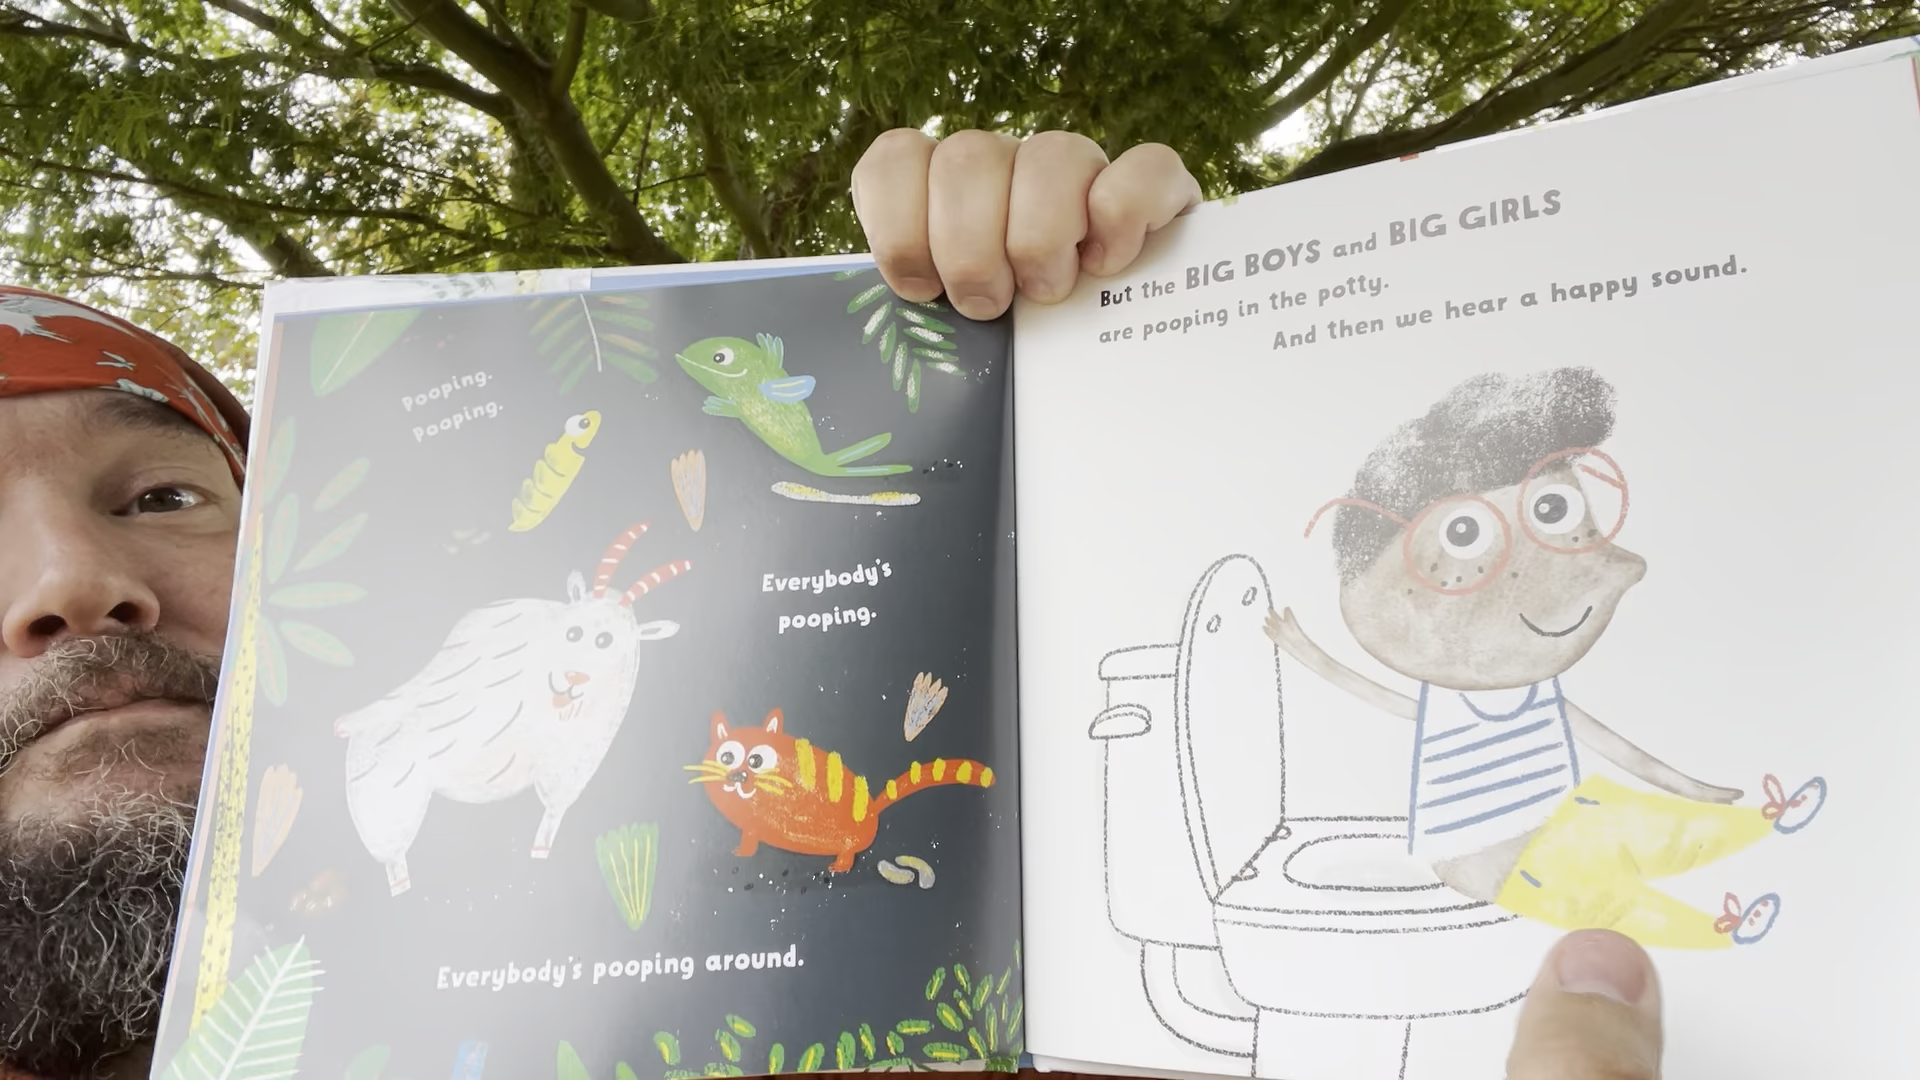 Pooping.
Pooping.
Everybody's
pooping.
Everybody's pooping around.
But the BIG BOYS and BIG GIRLS
are pooping in the potty.
And then we hear a happy sound.